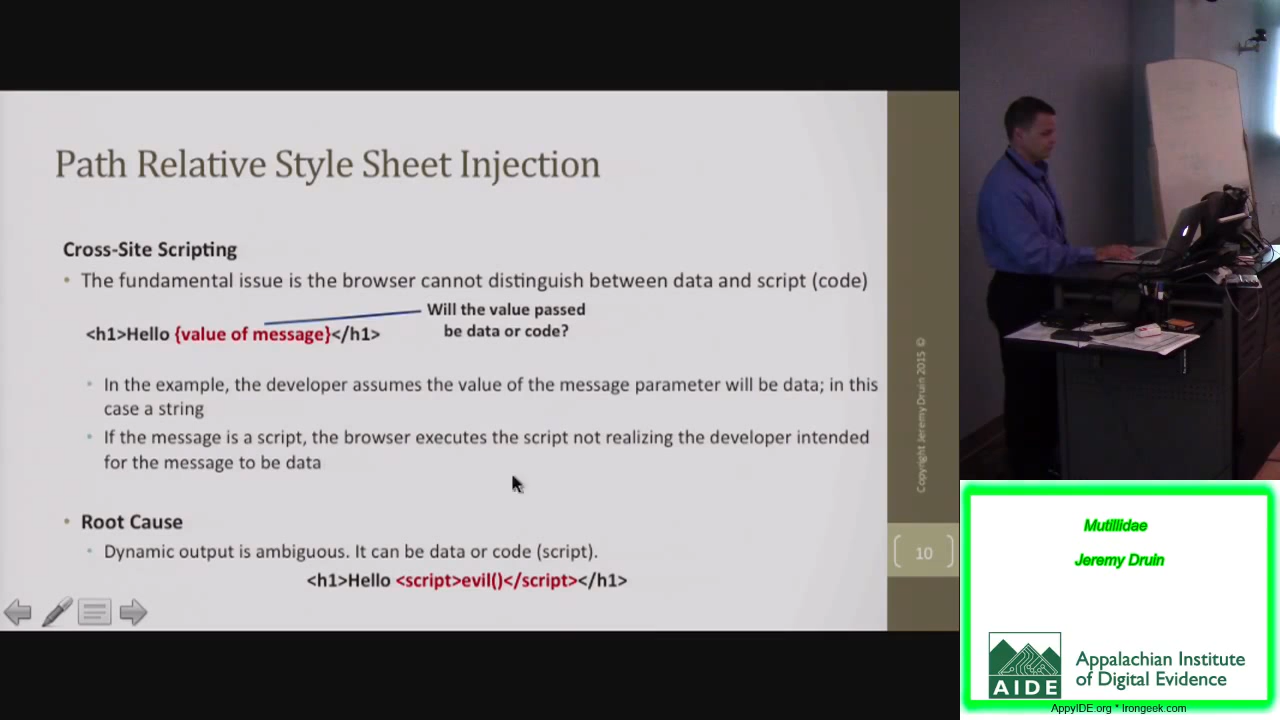 Path Relative Style Sheet Injection
Cross-Site Scripting
• The fundamental issue is the browser cannot distinguish between data and script (code)
Will the value passed
be data or code?
<h1>Hello {value of message}</h1>
• In the example, the developer assumes the value of the message parameter will be data; in this
case a string
• If the message is a script, the browser executes the script not realizing the developer intended
for the message to be data
• Root Cause
• Dynamic output is ambiguous. It can be data or code (script).
<h1>Hello <script>evil()</script></h1>
Copyright Jeremy Druin 2015 ©
10
Mutillidae
Jeremy Druin
AIDE
Appalachian Institute
of Digital Evidence
AppyIDE.org * Irongeek.com